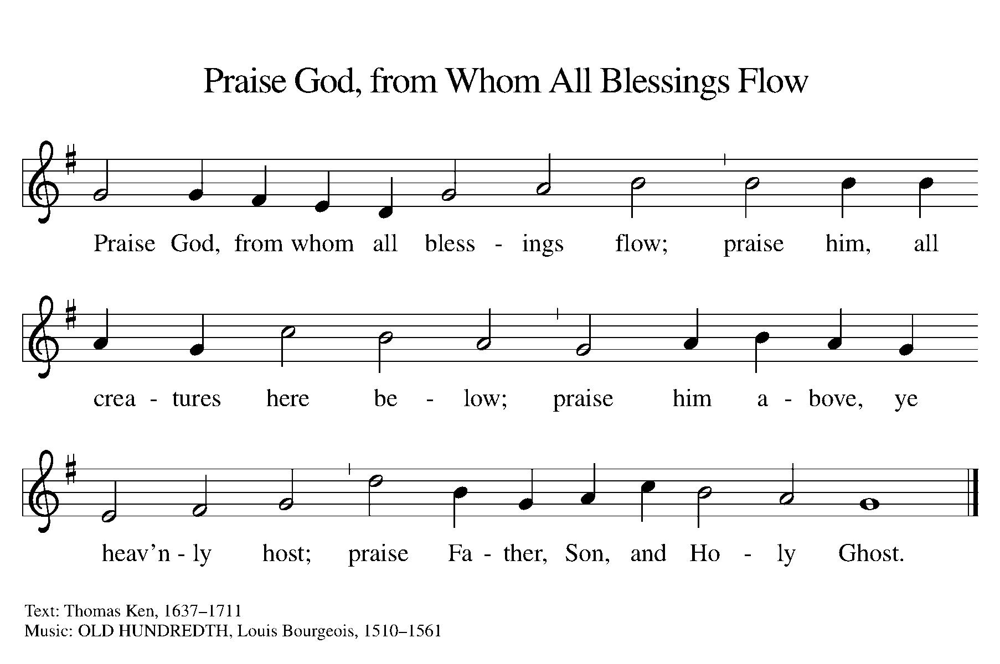 Praise God, from Whom All Blessings Flow
Praise God, from whom all bless - ings flow; praise him, all
crea - tures here be - low; praise him a - bove, ye
heav’n - ly host; praise Fa - ther, Son, and Ho - ly Ghost.
Text: Thomas Ken, 1637–1711
Music: OLD HUNDREDTH, Louis Bourgeois, 1510–1561